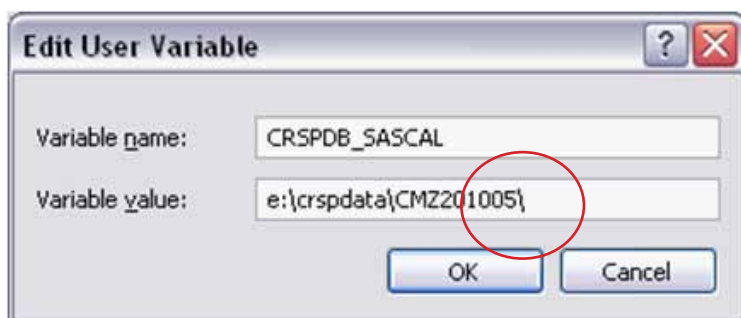 Edit User Variable
Variable name: CRSPDB_SASCAL
Variable value: e:\crspdata\CMZ201005\
OK Cancel